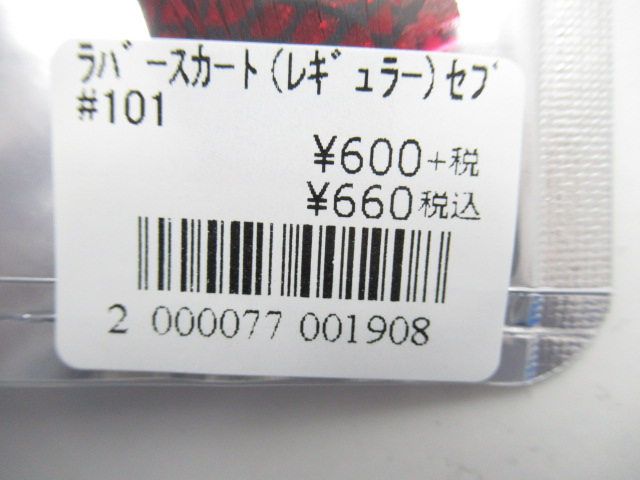 ラバースカート(レギュラー)セブ
#101
¥600+税
¥660税込
2 000077 001908